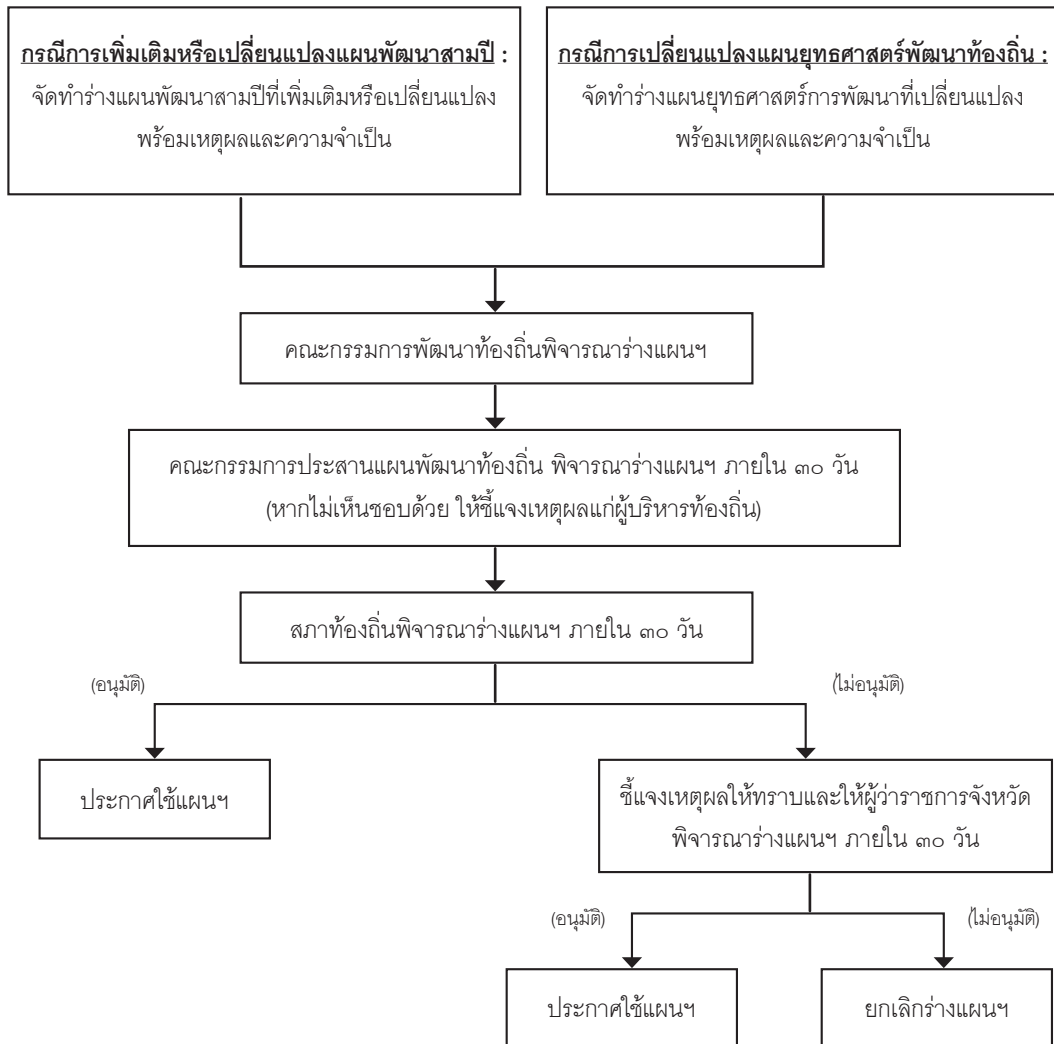 กรณีการเพิ่มเติมหรือเปลี่ยนแปลงแผนพัฒนาสามปี :
จัดทำร่างแผนพัฒนาสามปีที่เพิ่มเติมหรือเปลี่ยนแปลง
พร้อมเหตุผลและความจำเป็น
กรณีการเปลี่ยนแปลงแผนยุทธศาสตร์พัฒนาท้องถิ่น :
จัดทำร่างแผนยุทธศาสตร์การพัฒนาที่เปลี่ยนแปลง
พร้อมเหตุผลและความจำเป็น
คณะกรรมการพัฒนาท้องถิ่นพิจารณาร่างแผนฯ
คณะกรรมการประสานแผนพัฒนาท้องถิ่น พิจารณาร่างแผนฯ ภายใน ๓๐ วัน
(หากไม่เห็นชอบด้วย ให้ชี้แจงเหตุผลแก่ผู้บริหารท้องถิ่น)
สภาท้องถิ่นพิจารณาร่างแผนฯ ภายใน ๓๐ วัน
(อนุมัติ)
(ไม่อนุมัติ)
ประกาศใช้แผนฯ
ชี้แจงเหตุผลให้ทราบและให้ผู้ว่าราชการจังหวัด
พิจารณาร่างแผนฯ ภายใน ๓๐ วัน
(อนุมัติ)
(ไม่อนุมัติ)
ประกาศใช้แผนฯ
ยกเลิกร่างแผนฯ